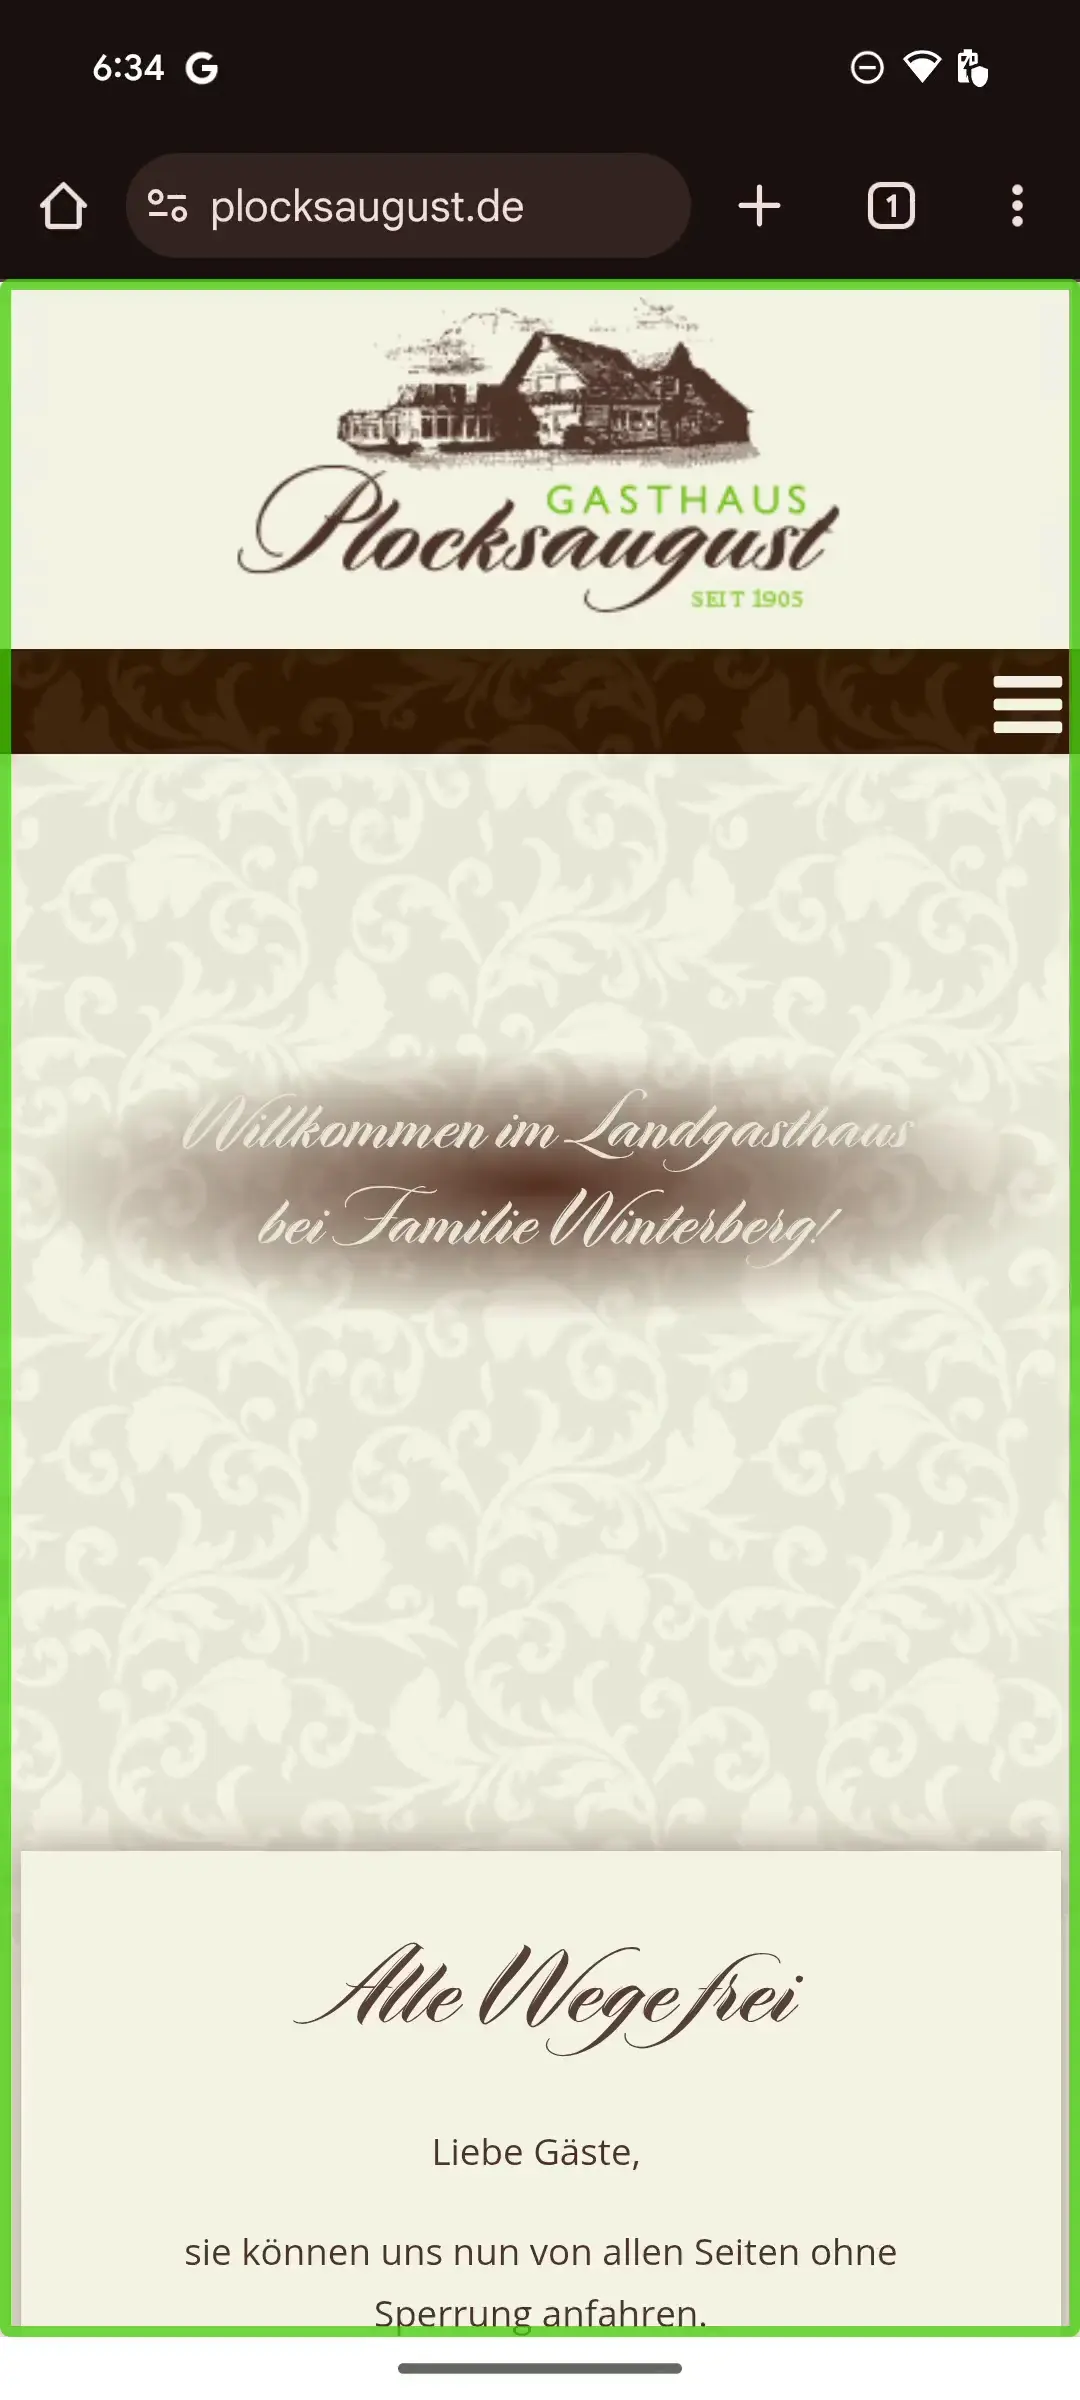 6:34
plocksaugust.de
1
GASTHAUS
Plocksaugust
SEIT 1905
Willkommen im Landgasthaus
bei Familie Winterberg!
Alle Wege frei
Liebe Gäste,
sie können uns nun von allen Seiten ohne
Sperrung anfahren.